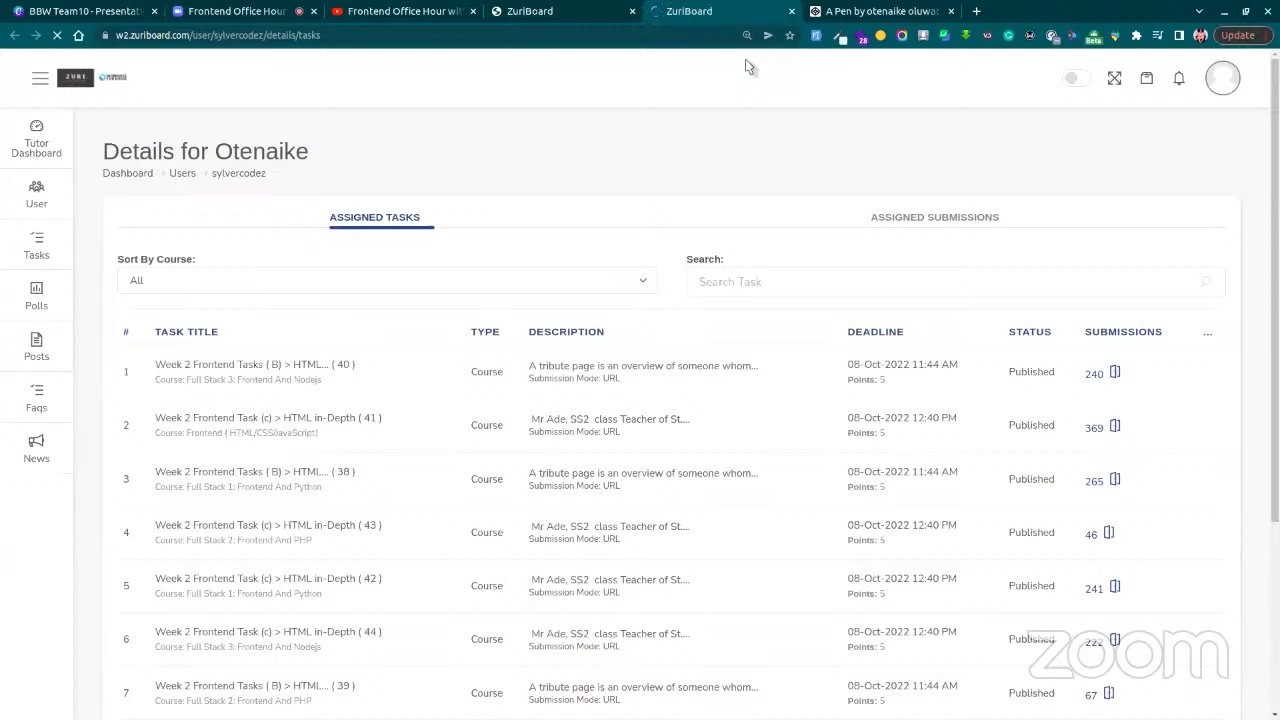 BBW Team10 - Presentati
Frontend Office Hour
Frontend Office Hour wit
ZuriBoard
ZuriBoard
A Pen by otenaike oluwat
w2.zuriboard.com/user/sylvercodez/details/tasks
28
Beta
Update
ZURI
Tutor
Dashboard
User
Tasks
Polls
Posts
Faqs
News
Details for Otenaike
Dashboard > Users > sylvercodez
ASSIGNED TASKS
ASSIGNED SUBMISSIONS
Sort By Course:
Search:
All
Search Task
# TASK TITLE TYPE DESCRIPTION DEADLINE STATUS SUBMISSIONS ...
1 Week 2 Frontend Tasks ( B) > HTML... ( 40 ) Course A tribute page is an overview of someone whom... 08-Oct-2022 11:44 AM Published 240
Course: Full Stack 3: Frontend And Nodejs Submission Mode: URL Points: 5
2 Week 2 Frontend Task (c) > HTML in-Depth ( 41 ) Course Mr Ade, SS2 class Teacher of St.... 08-Oct-2022 12:40 PM Published 369
Course: Frontend ( HTML/CSS/JavaScript) Submission Mode: URL Points: 5
3 Week 2 Frontend Tasks ( B) > HTML... ( 38 ) Course A tribute page is an overview of someone whom... 08-Oct-2022 11:44 AM Published 265
Course: Full Stack 1: Frontend And Python Submission Mode: URL Points: 5
4 Week 2 Frontend Task (c) > HTML in-Depth ( 43 ) Course Mr Ade, SS2 class Teacher of St.... 08-Oct-2022 12:40 PM Published 46
Course: Full Stack 2: Frontend And PHP Submission Mode: URL Points: 5
5 Week 2 Frontend Task (c) > HTML in-Depth ( 42 ) Course Mr Ade, SS2 class Teacher of St.... 08-Oct-2022 12:40 PM Published 241
Course: Full Stack 1: Frontend And Python Submission Mode: URL Points: 5
6 Week 2 Frontend Task (c) > HTML in-Depth ( 44 ) Course Mr Ade, SS2 class Teacher of St.... 08-Oct-2022 12:40 PM Published 222
Course: Full Stack 3: Frontend And Nodejs Submission Mode: URL Points: 5
7 Week 2 Frontend Tasks ( B) > HTML... ( 39 ) Course A tribute page is an overview of someone whom... 08-Oct-2022 11:44 AM Published 67
Course: Full Stack 2: Frontend And PHP Submission Mode: URL Points: 5
zoom